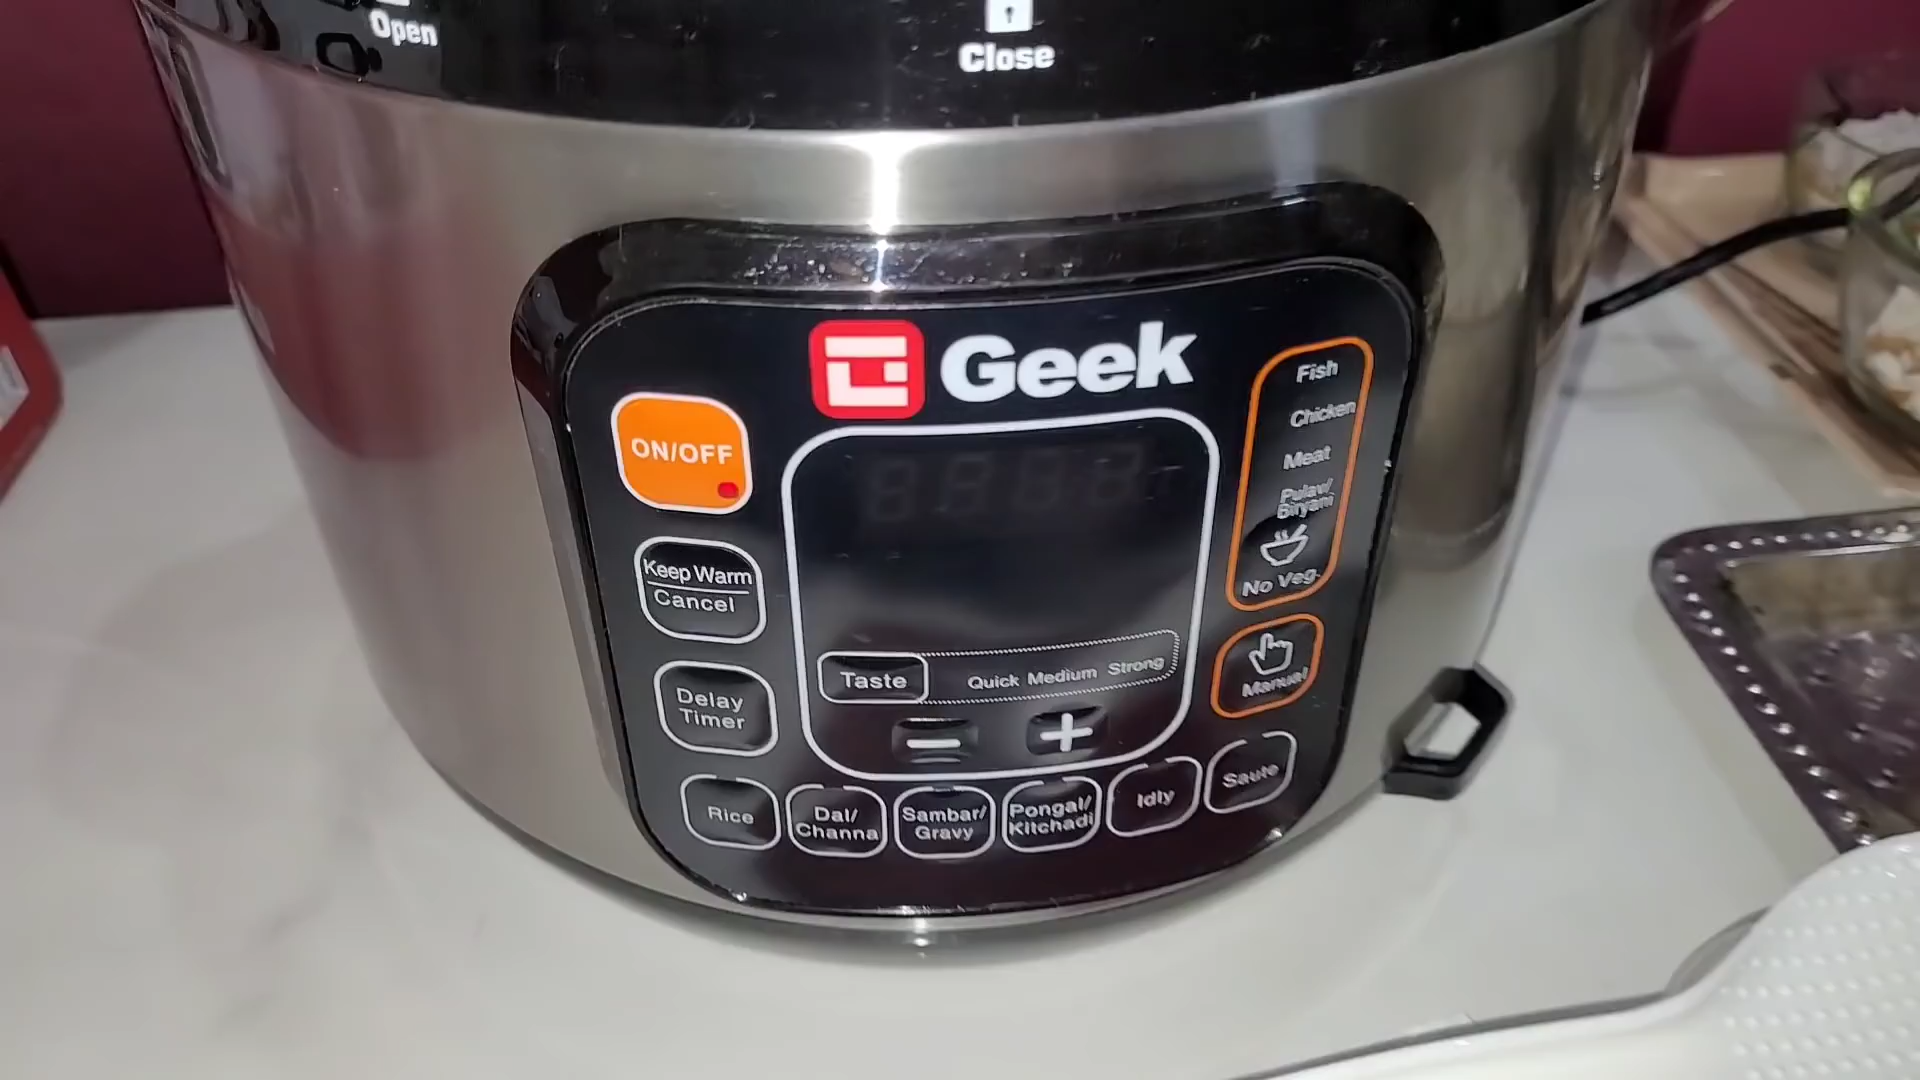 Open
Close
Geek
ON/OFF
Keep Warm
Cancel
Delay
Timer
Fish
Chicken
Meat
Pulav/
Biryani
No Veg.
Manual
Taste
Quick Medium Strong
− +
Rice
Dal/
Channa
Sambar/
Gravy
Pongal/
Kitchadi
Idly
Saute